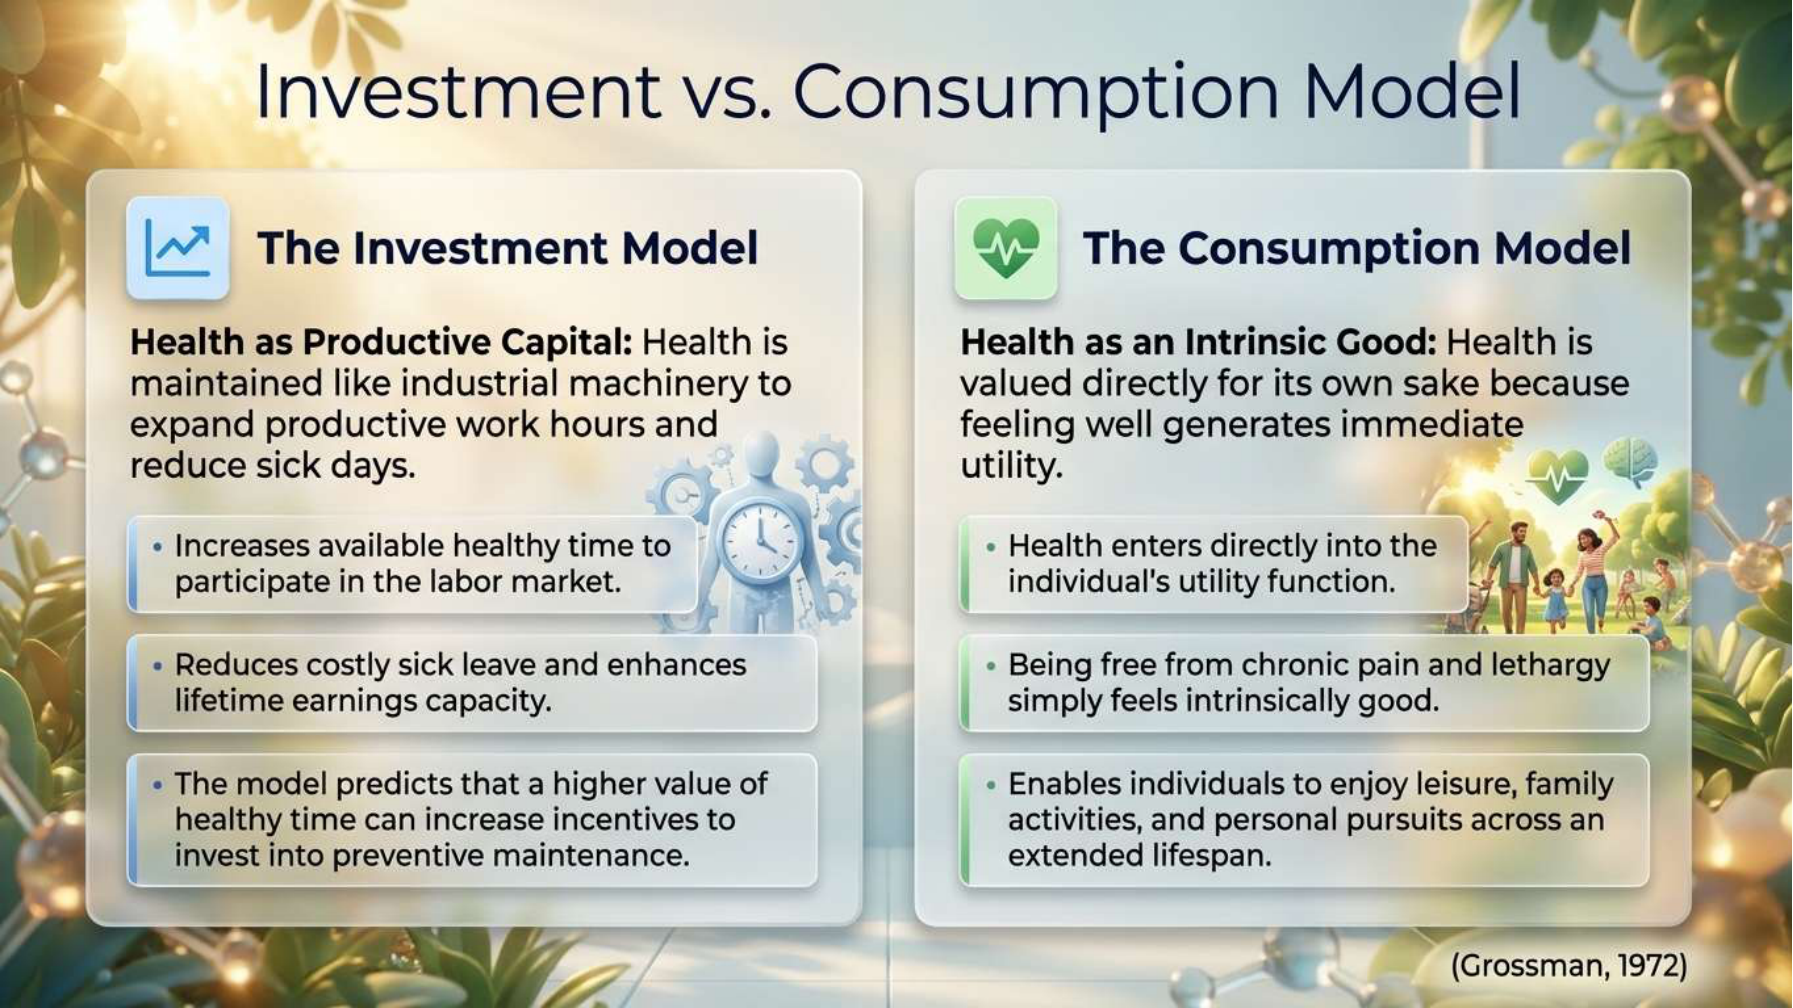 Investment vs. Consumption Model
The Investment Model
Health as Productive Capital: Health is
maintained like industrial machinery to
expand productive work hours and
reduce sick days.
• Increases available healthy time to
participate in the labor market.
• Reduces costly sick leave and enhances
lifetime earnings capacity.
• The model predicts that a higher value of
healthy time can increase incentives to
invest into preventive maintenance.
The Consumption Model
Health as an Intrinsic Good: Health is
valued directly for its own sake because
feeling well generates immediate
utility.
• Health enters directly into the
individual's utility function.
• Being free from chronic pain and lethargy
simply feels intrinsically good.
• Enables individuals to enjoy leisure, family
activities, and personal pursuits across an
extended lifespan.
(Grossman, 1972)